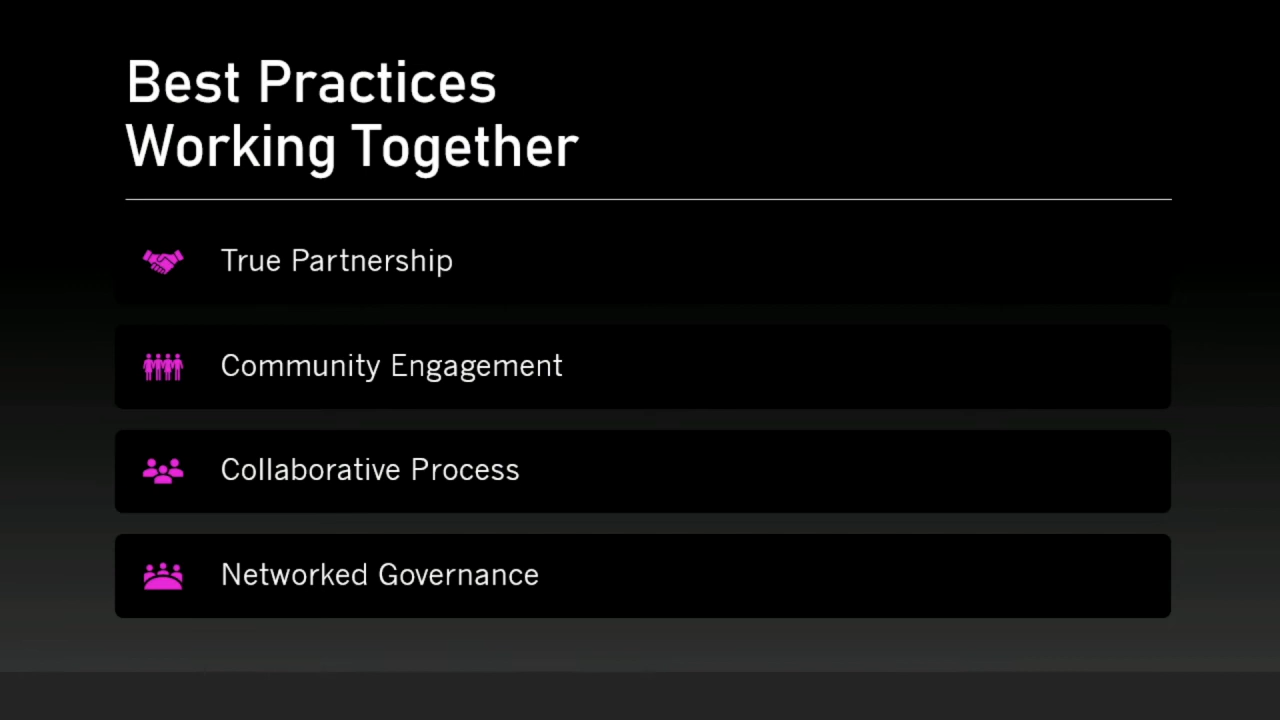 Best Practices
Working Together
True Partnership
Community Engagement
Collaborative Process
Networked Governance